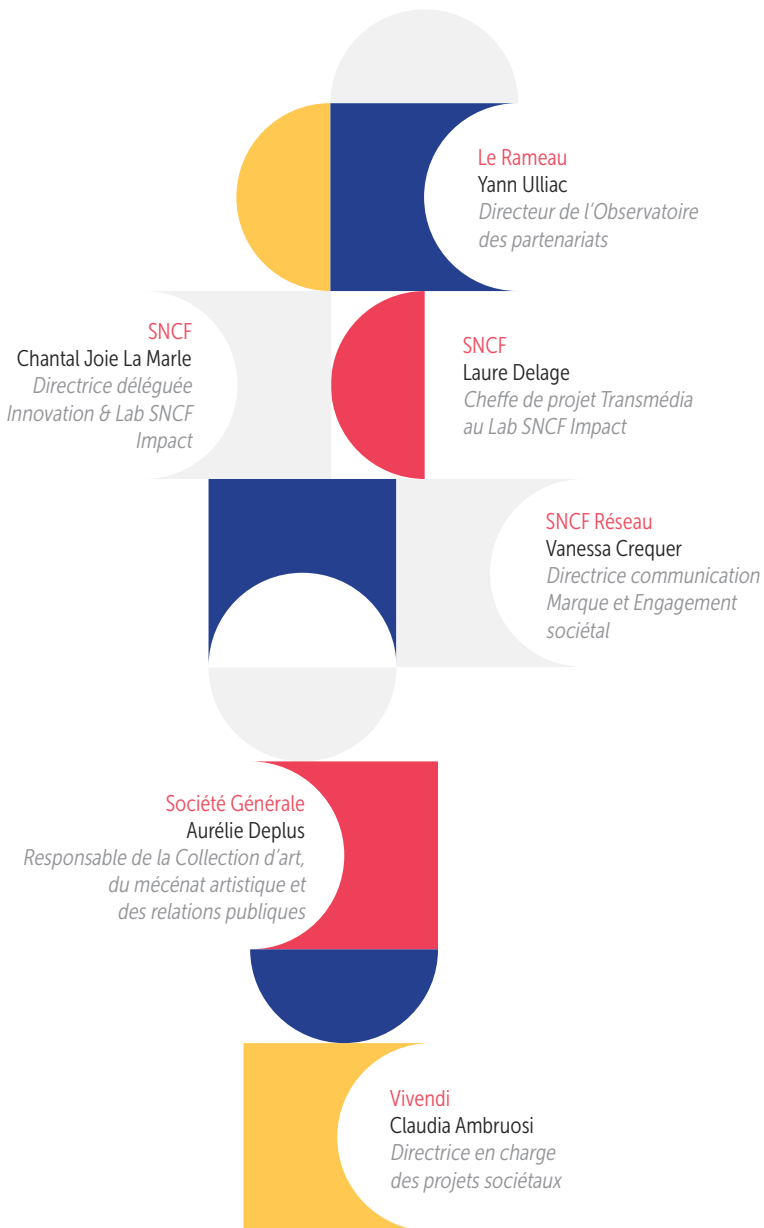 Le Rameau
Yann Ulliac
Directeur de l’Observatoire
des partenariats
SNCF
Chantal Joie La Marle
Directrice déléguée
Innovation & Lab SNCF
Impact
SNCF
Laure Delage
Cheffe de projet Transmédia
au Lab SNCF Impact
SNCF Réseau
Vanessa Crequer
Directrice communication
Marque et Engagement
sociétal
Société Générale
Aurélie Deplus
Responsable de la Collection d’art,
du mécénat artistique et
des relations publiques
Vivendi
Claudia Ambruosi
Directrice en charge
des projets sociétaux